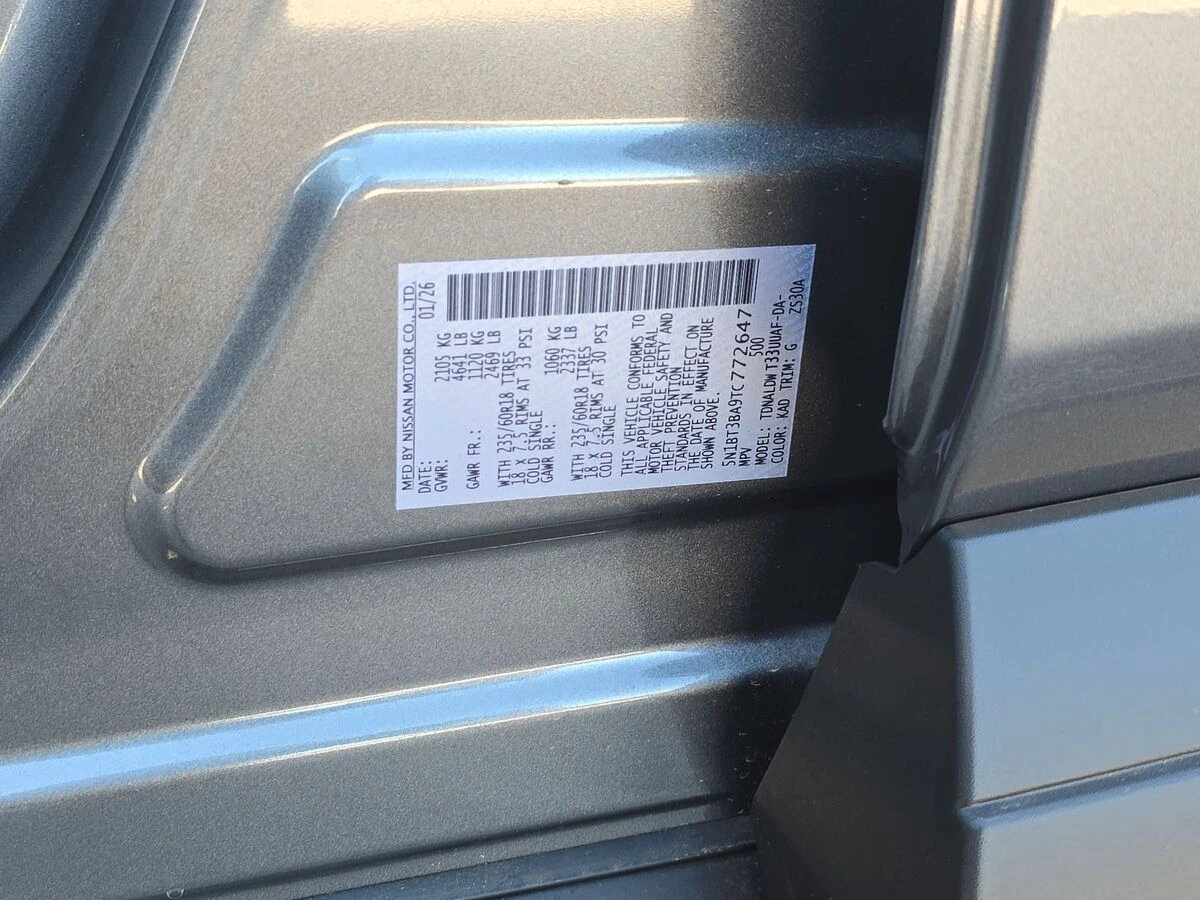 MFD BY NISSAN MOTOR CO., LTD.
DATE: 01/26
GVWR: 2105 KG
4641 LB
GAWR FR.: 1120 KG
2469 LB
WITH 235/60R18 TIRES
18 X 7.5 RIMS AT 33 PSI
COLD SINGLE
GAWR RR.: 1060 KG
2337 LB
WITH 235/60R18 TIRES
18 X 7.5 RIMS AT 30 PSI
COLD SINGLE
THIS VEHICLE CONFORMS TO
ALL APPLICABLE FEDERAL
MOTOR VEHICLE SAFETY AND
THEFT PREVENTION
STANDARDS IN EFFECT ON
THE DATE OF MANUFACTURE
SHOWN ABOVE.
5N1BT3BA9TC772647
MPV 500
MODEL: TDNALDW T33UUAF-DA-
COLOR: KAD TRIM: G ZS30A